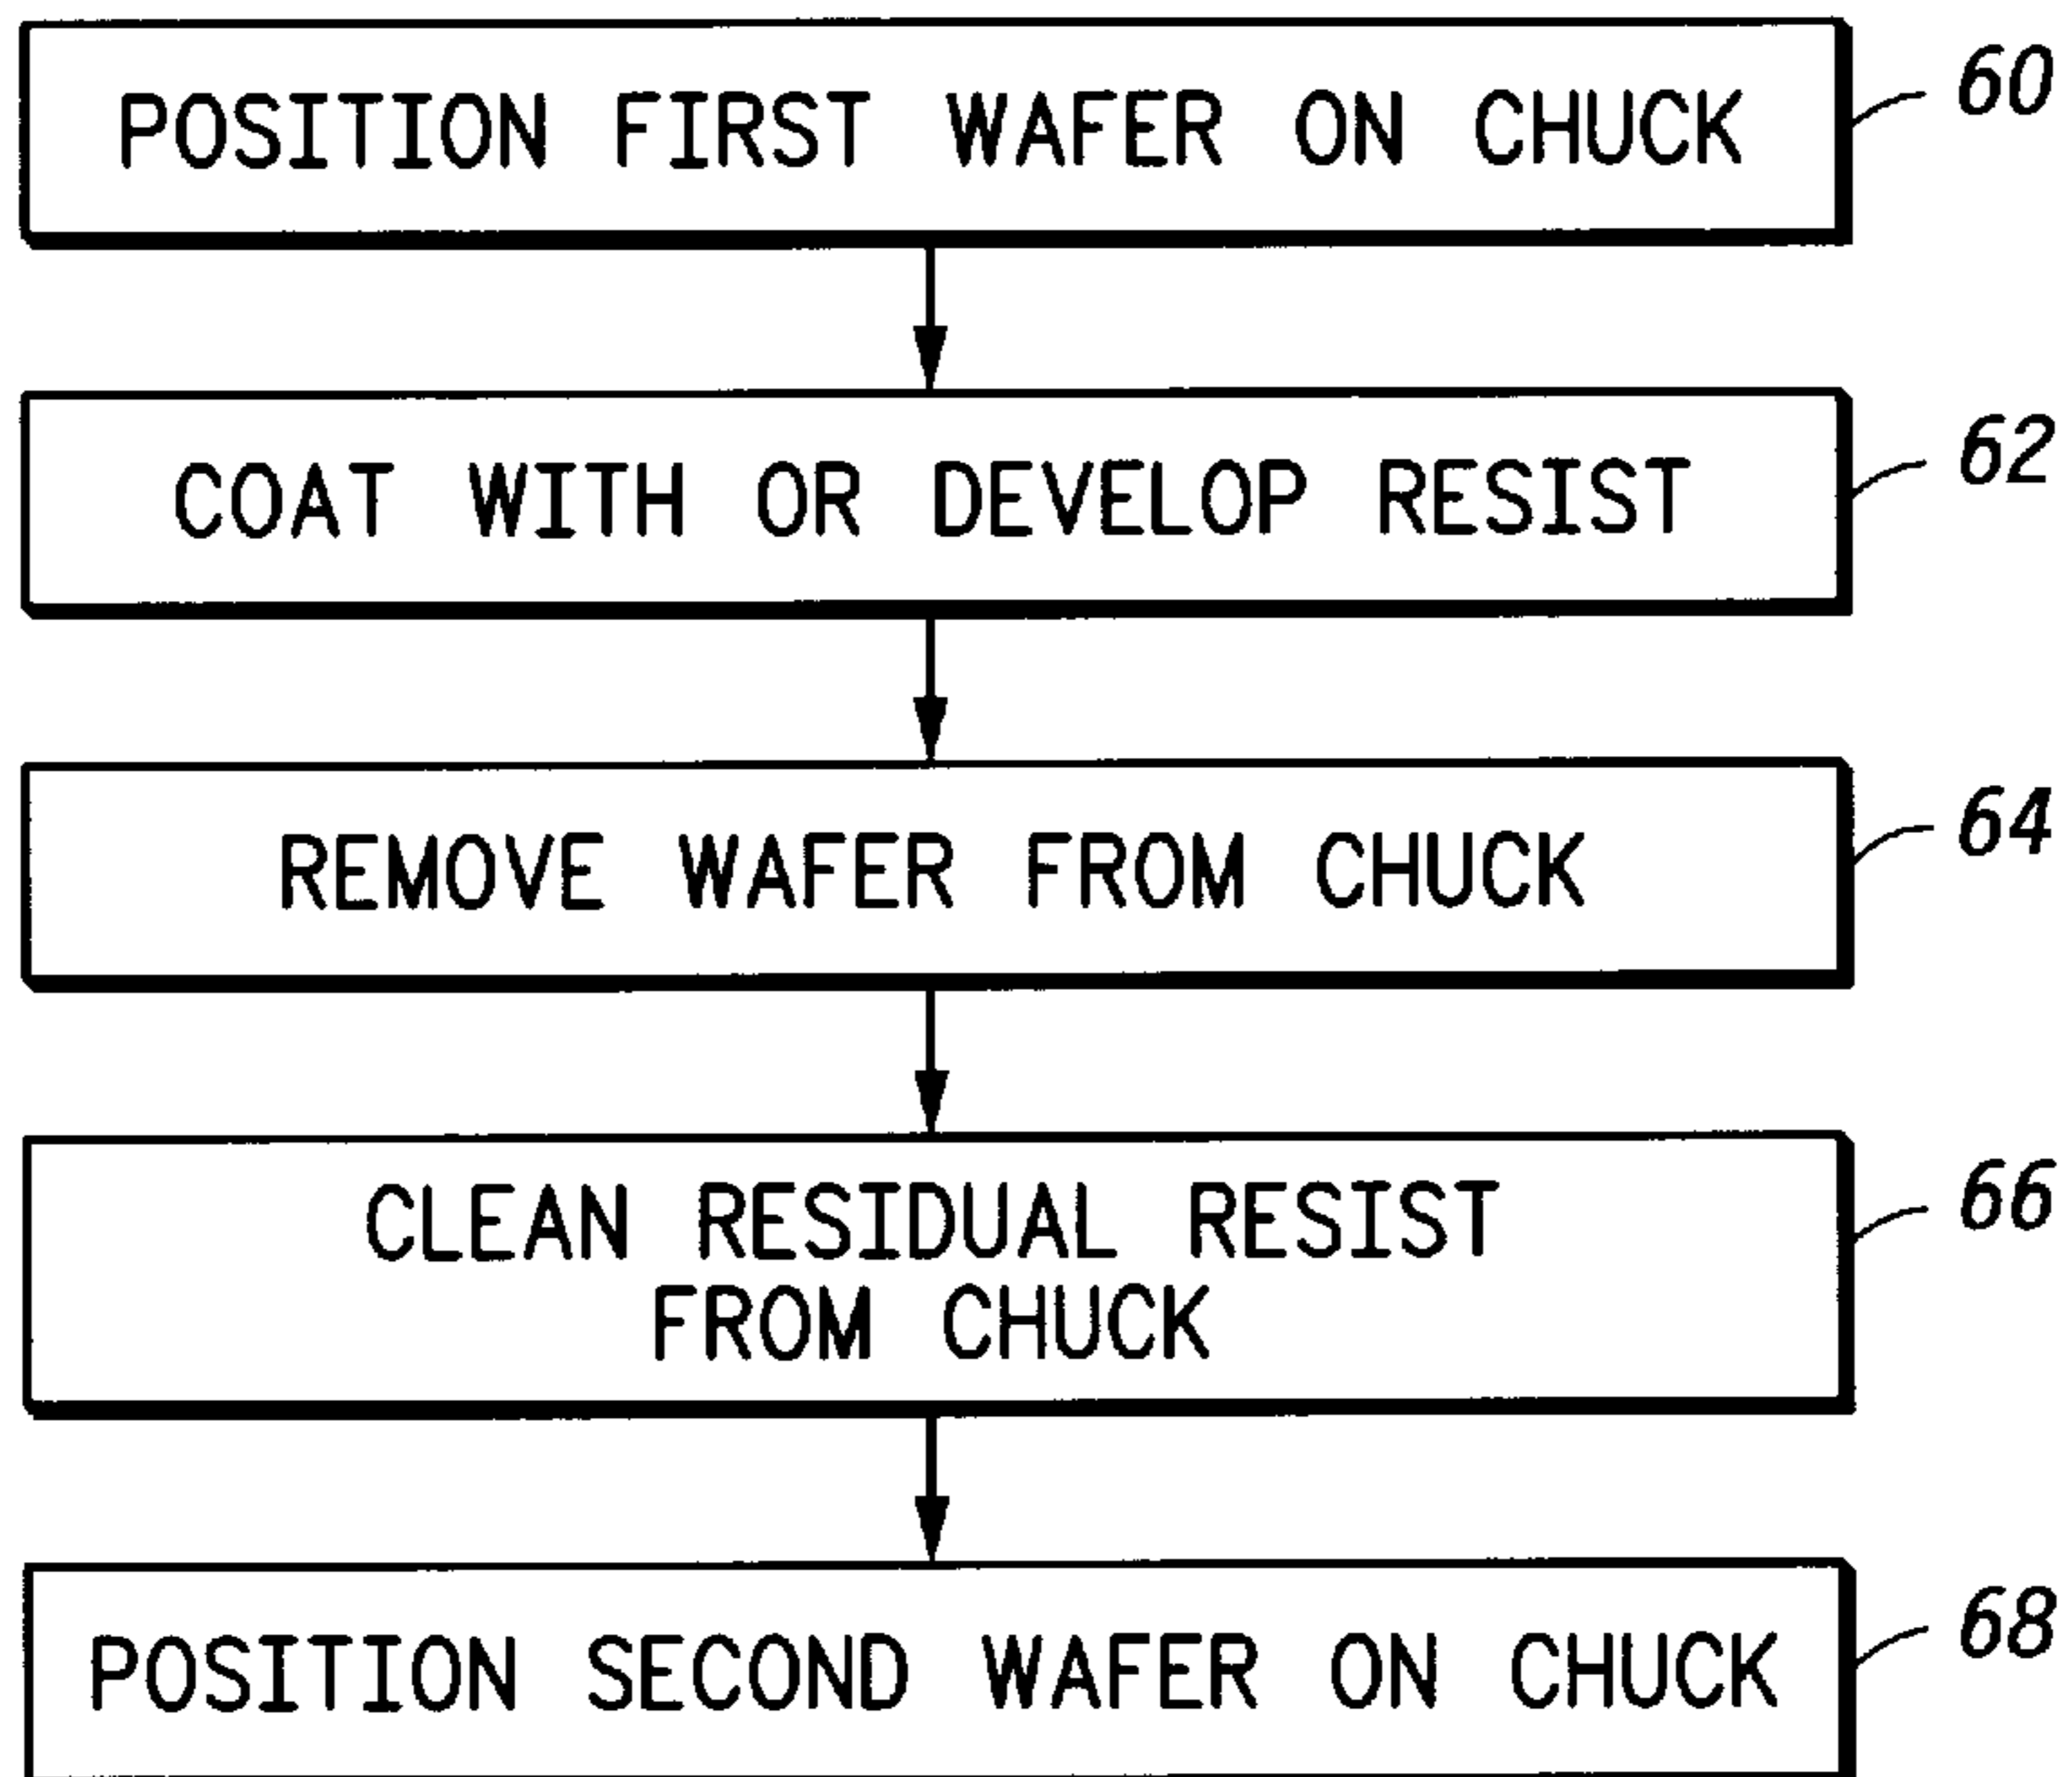 POSITION FIRST WAFER ON CHUCK 60
COAT WITH OR DEVELOP RESIST 62
REMOVE WAFER FROM CHUCK 64
CLEAN RESIDUAL RESIST 66
FROM CHUCK
POSITION SECOND WAFER ON CHUCK 68